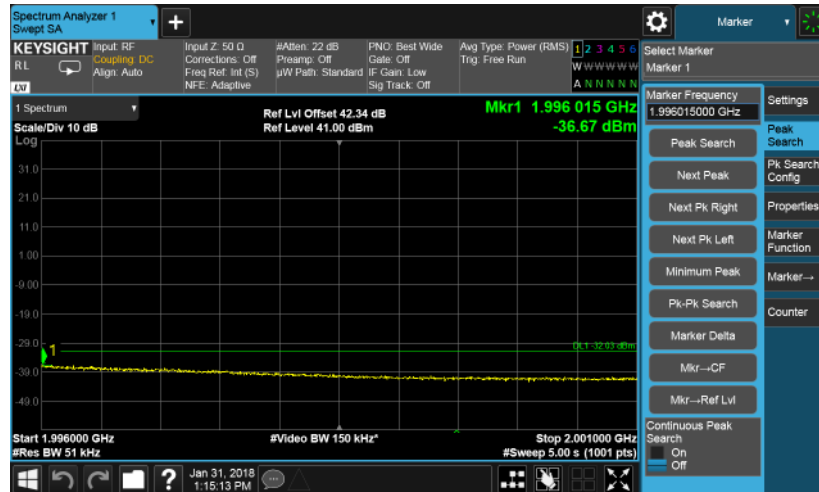 Spectrum Analyzer 1
Swept SA
+
Marker
KEYSIGHT
RL
LXI
Input: RF
Coupling: DC
Align: Auto
Input Z: 50 Ω
Corrections: Off
Freq Ref: Int (S)
NFE: Adaptive
#Atten: 22 dB
Preamp: Off
µW Path: Standard
PNO: Best Wide
Gate: Off
IF Gain: Low
Sig Track: Off
Avg Type: Power (RMS)
Trig: Free Run
1 2 3 4 5 6
W W W W W W
A N N N N N
Select Marker
Marker 1
1 Spectrum
Scale/Div 10 dB
Log
Ref Lvl Offset 42.34 dB
Ref Level 41.00 dBm
Mkr1 1.996 015 GHz
-36.67 dBm
31.0
21.0
11.0
1.00
-9.00
-19.0
-29.0
-39.0
-49.0
1
DL1 -32.03 dBm
Start 1.996000 GHz
#Res BW 51 kHz
#Video BW 150 kHz*
Stop 2.001000 GHz
#Sweep 5.00 s (1001 pts)
Marker Frequency
1.996015000 GHz
Peak Search
Next Peak
Next Pk Right
Next Pk Left
Minimum Peak
Pk-Pk Search
Marker Delta
Mkr→CF
Mkr→Ref Lvl
Continuous Peak
Search
On
Off
Settings
Peak
Search
Pk Search
Config
Properties
Marker
Function
Marker→
Counter
?
Jan 31, 2018
1:15:13 PM